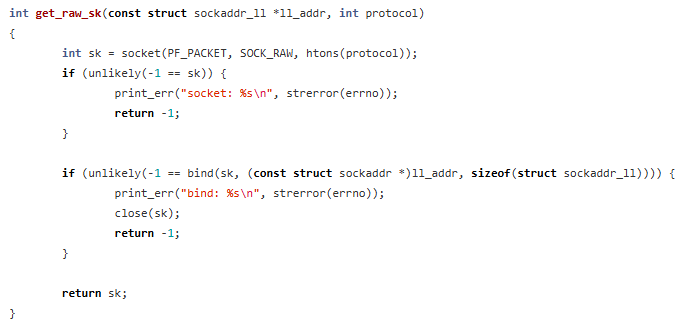 int get_raw_sk(const struct sockaddr_ll *ll_addr, int protocol)
{
        int sk = socket(PF_PACKET, SOCK_RAW, htons(protocol));
        if (unlikely(-1 == sk)) {
                print_err("socket: %s\n", strerror(errno));
                return -1;
        }

        if (unlikely(-1 == bind(sk, (const struct sockaddr *)ll_addr, sizeof(struct sockaddr_ll)))) {
                print_err("bind: %s\n", strerror(errno));
                close(sk);
                return -1;
        }

        return sk;
}